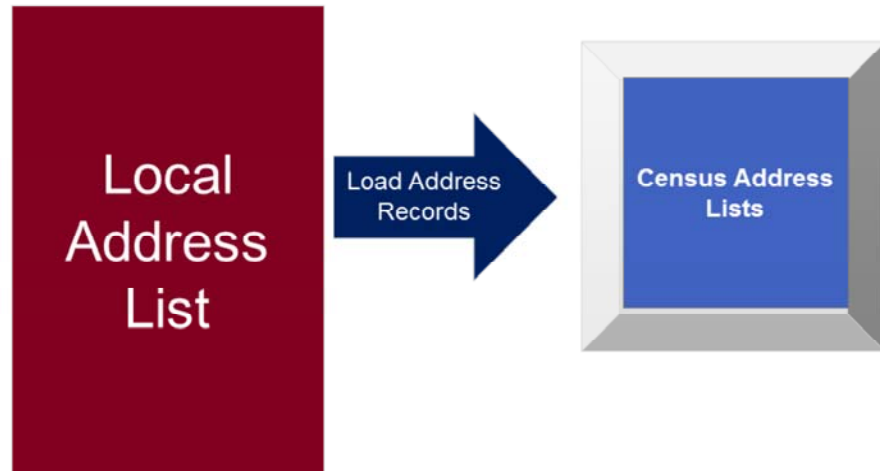 Local
Address
List
Load Address
Records
Census Address
Lists